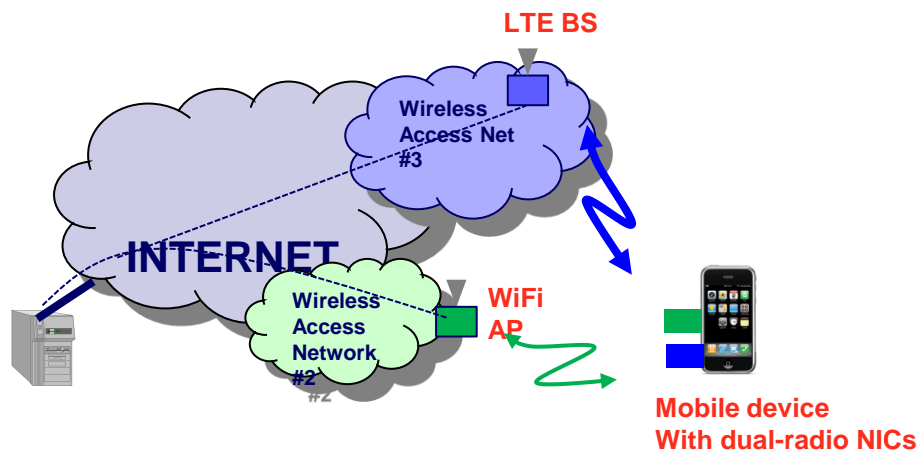 LTE BS
Wireless
Access Net
#3
INTERNET
Wireless
Access
Network
#2
#2
WiFi
AP
Mobile device
With dual-radio NICs